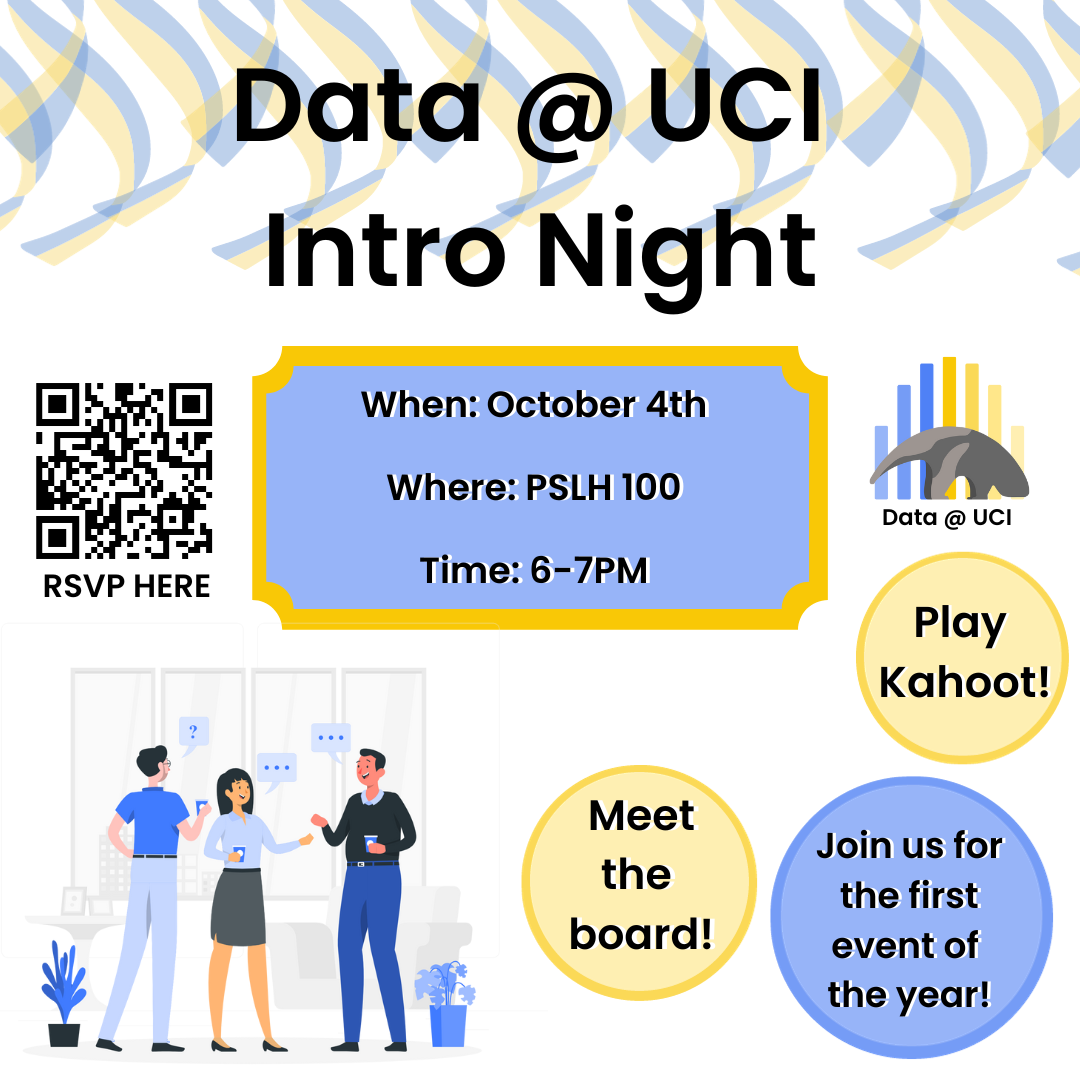 Data @ UCI
Intro Night
When: October 4th
Where: PSLH 100
Time: 6-7PM
RSVP HERE
Data @ UCI
Play
Kahoot!
?
Meet
the
board!
Join us for
the first
event of
the year!